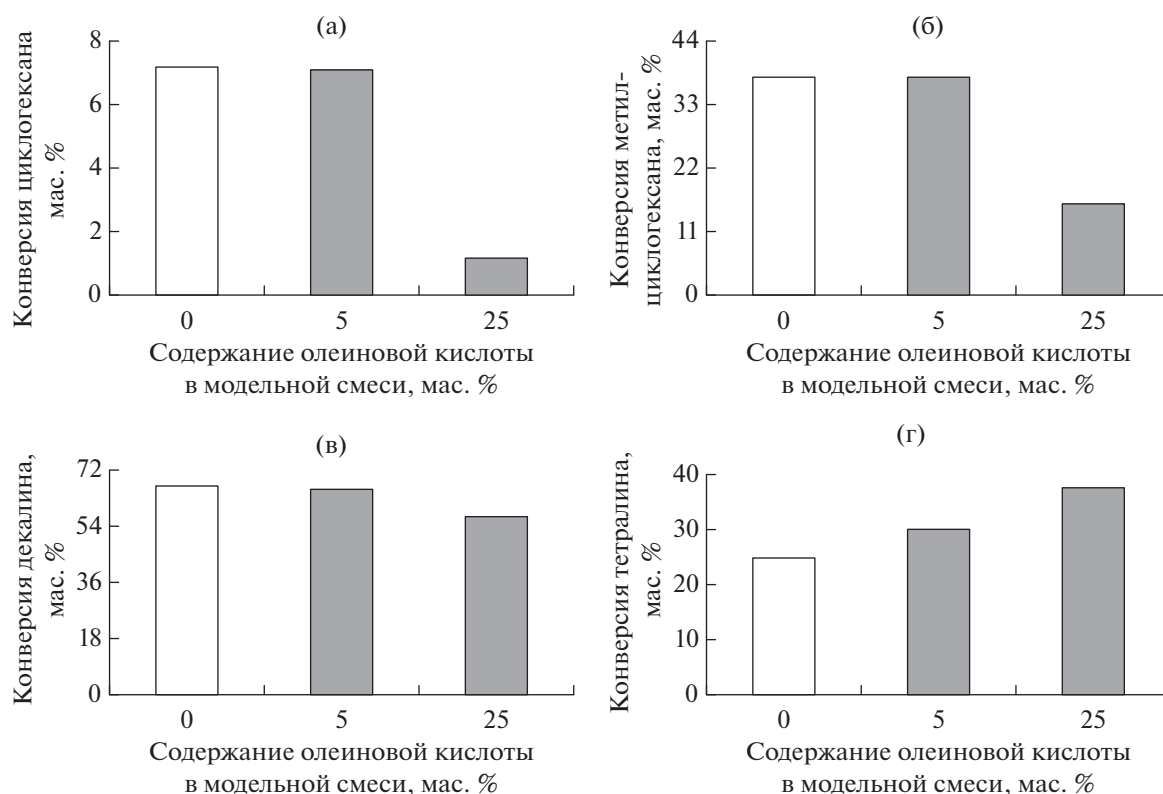 (а)
Конверсия циклогексана
мас. %
8
6
4
2
0
0
5
25
Содержание олеиновой кислоты
в модельной смеси, мас. %
(б)
Конверсия метил-
циклогексана, мас. %
44
33
22
11
0
0
5
25
Содержание олеиновой кислоты
в модельной смеси, мас. %
(в)
Конверсия декалина,
мас. %
72
54
36
18
0
0
5
25
Содержание олеиновой кислоты
в модельной смеси, мас. %
(г)
Конверсия тетралина,
мас. %
40
30
20
10
0
0
5
25
Содержание олеиновой кислоты
в модельной смеси, мас. %